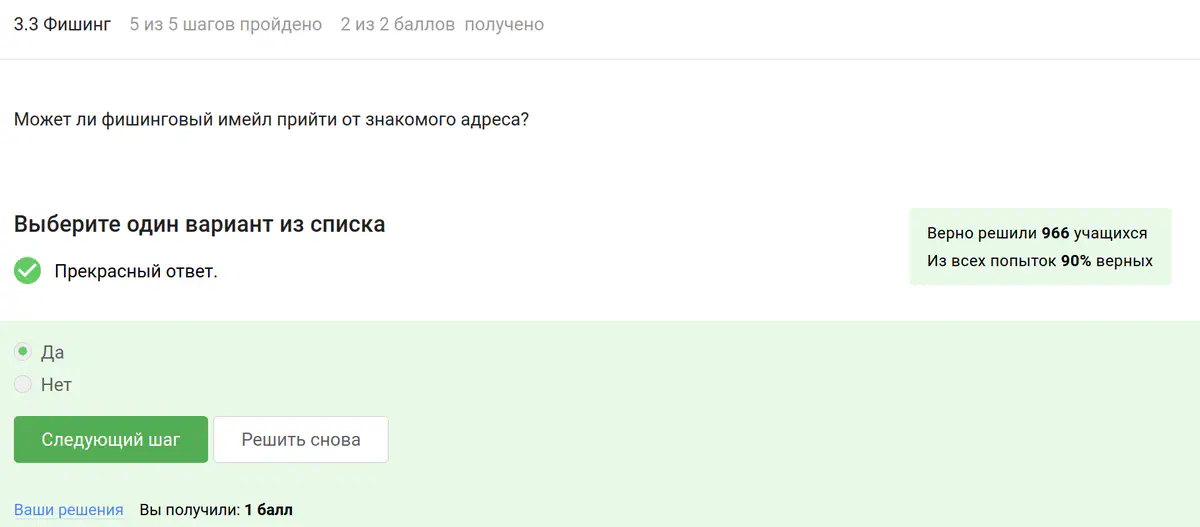 3.3 Фишинг 5 из 5 шагов пройдено 2 из 2 баллов получено
Может ли фишинговый имейл прийти от знакомого адреса?
Выберите один вариант из списка
Прекрасный ответ.
Верно решили 966 учащихся
Из всех попыток 90% верных
Да
Нет
Следующий шаг Решить снова
Ваши решения Вы получили: 1 балл